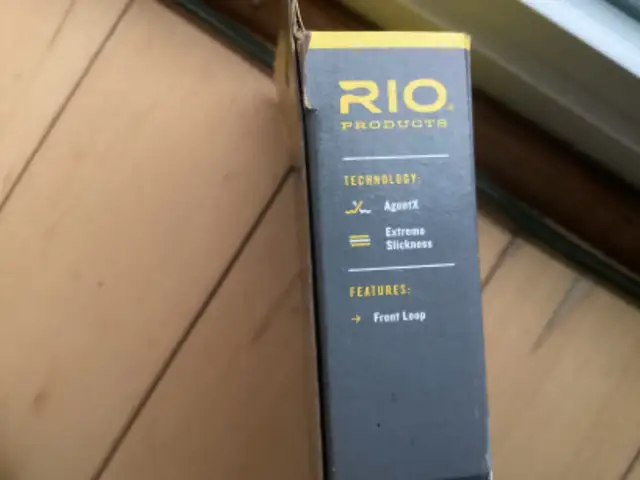 RIO
PRODUCTS
TECHNOLOGY:
AgentX
Extreme
Slickness
FEATURES:
→ Front Loop